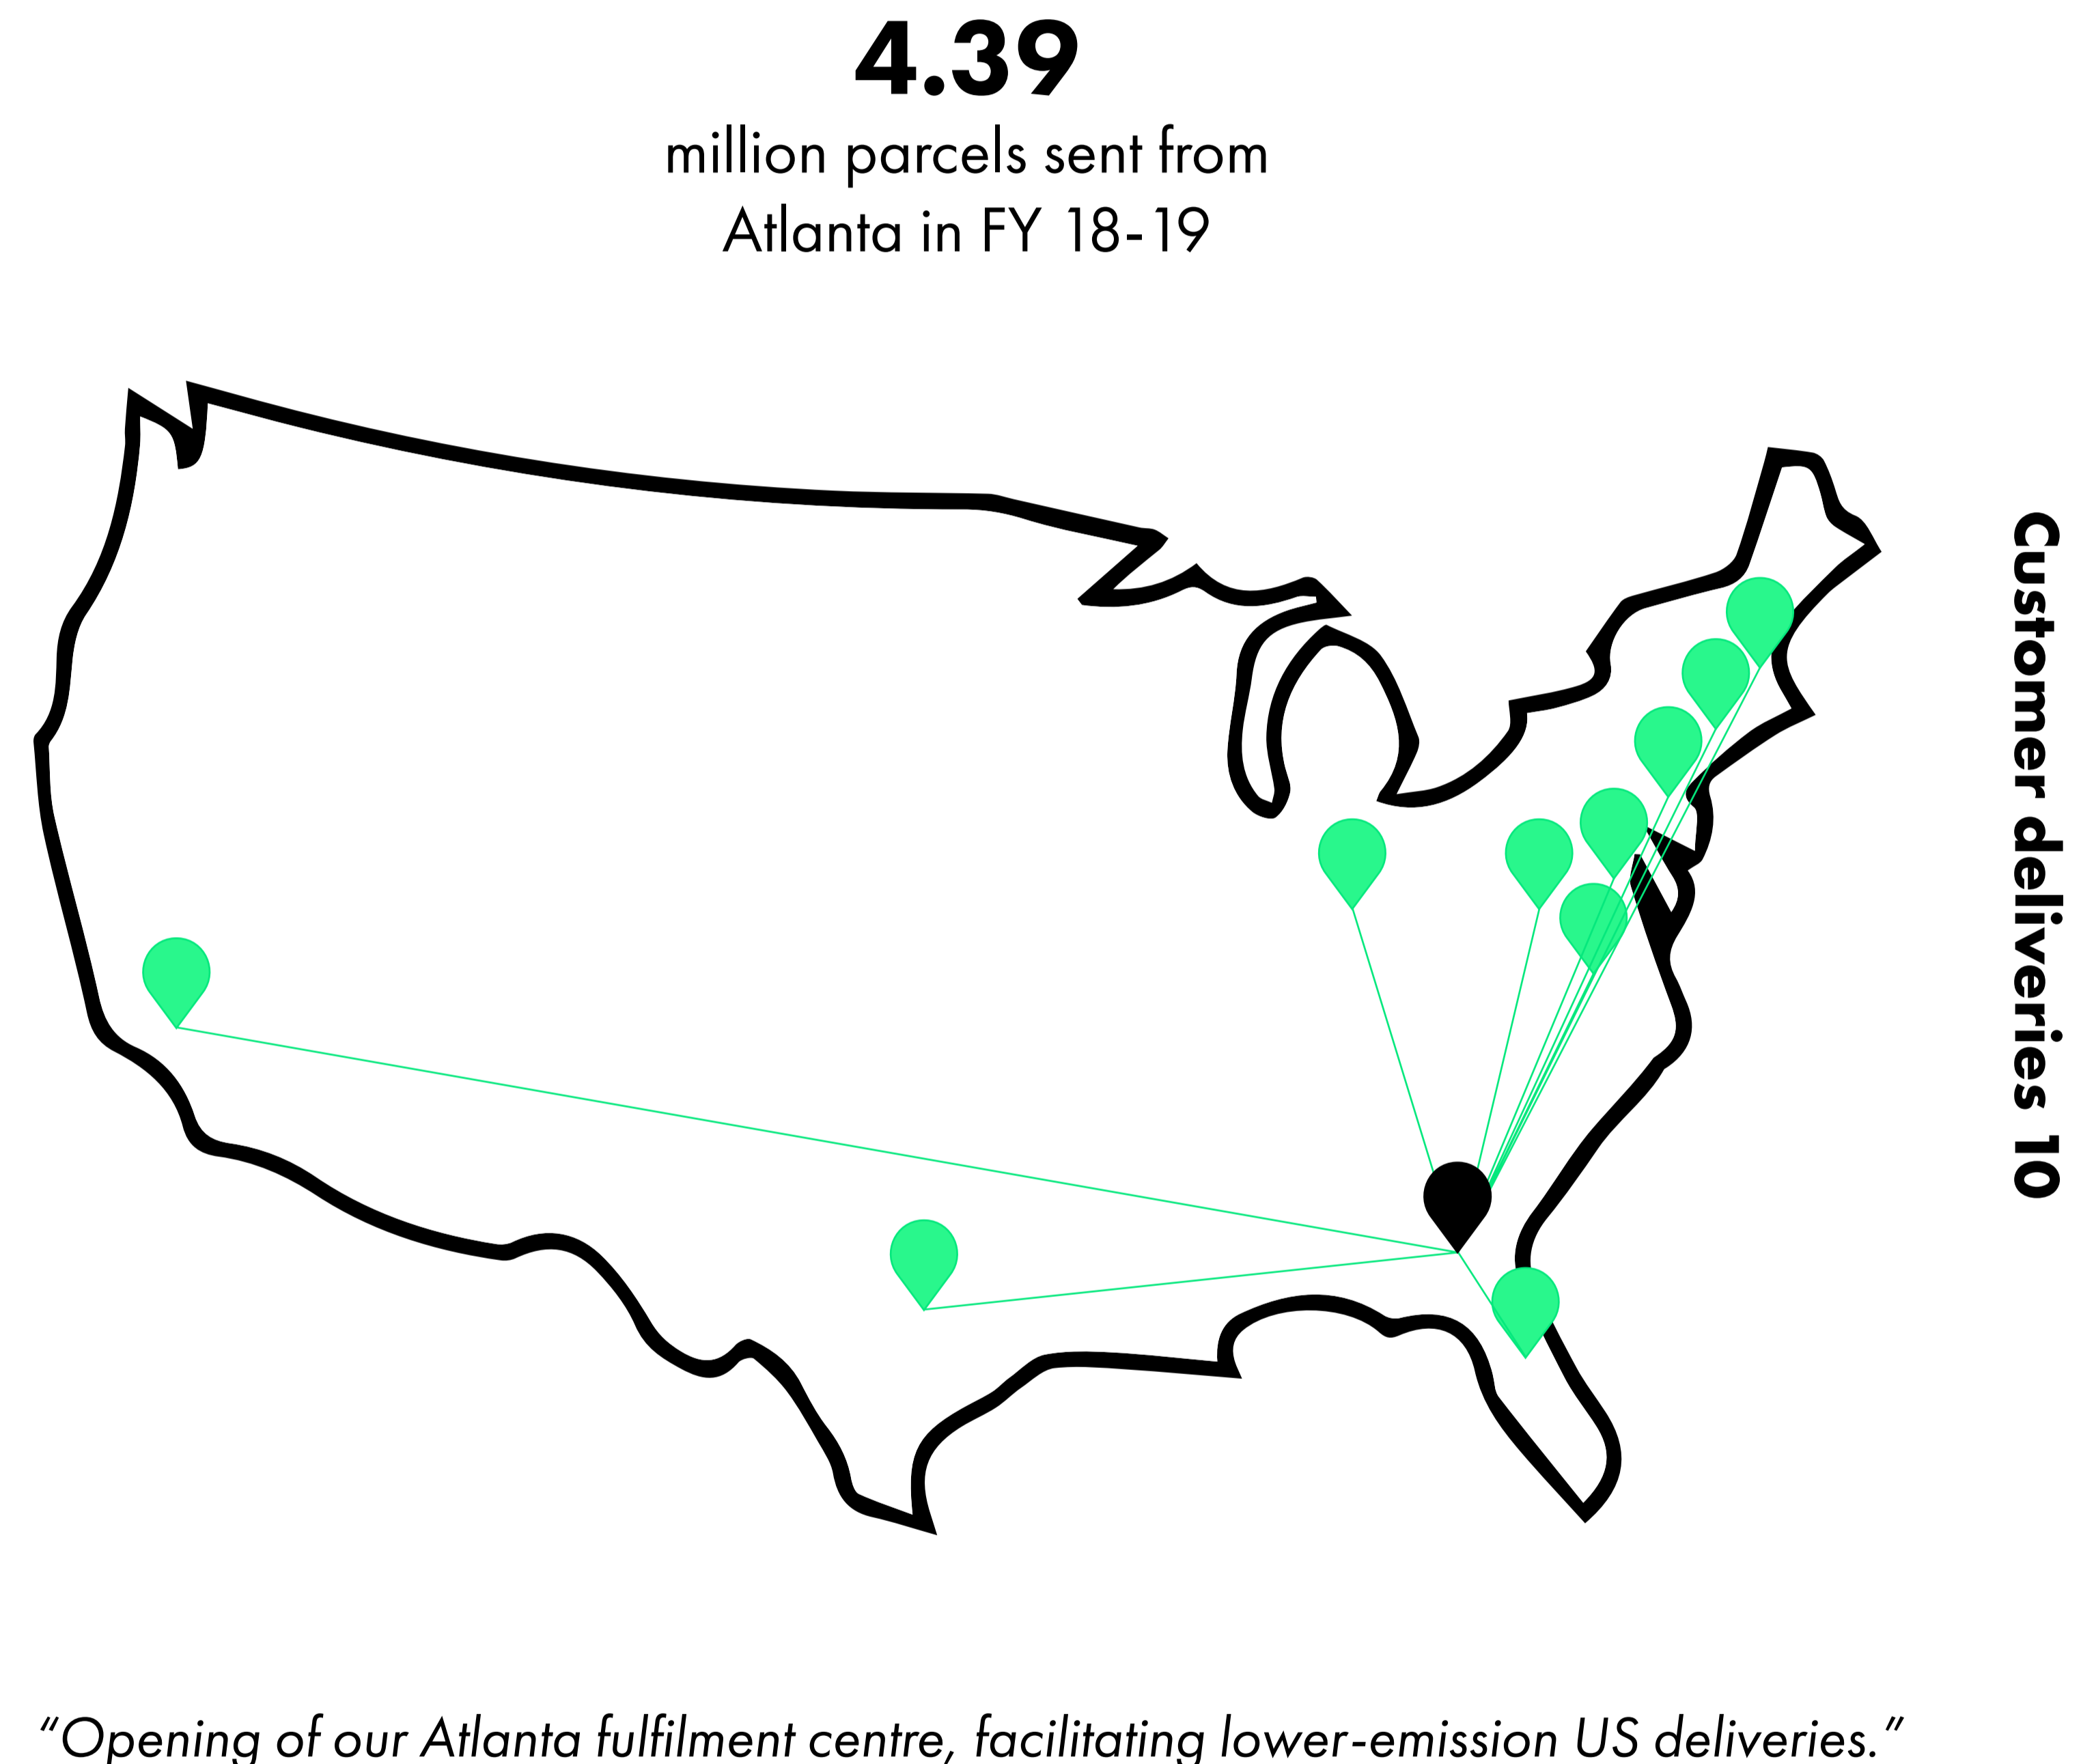 4.39
million parcels sent from
Atlanta in FY 18-19
Customer deliveries 10
“Opening of our Atlanta fulfillment centre, facilitating lower-emission US deliveries.”